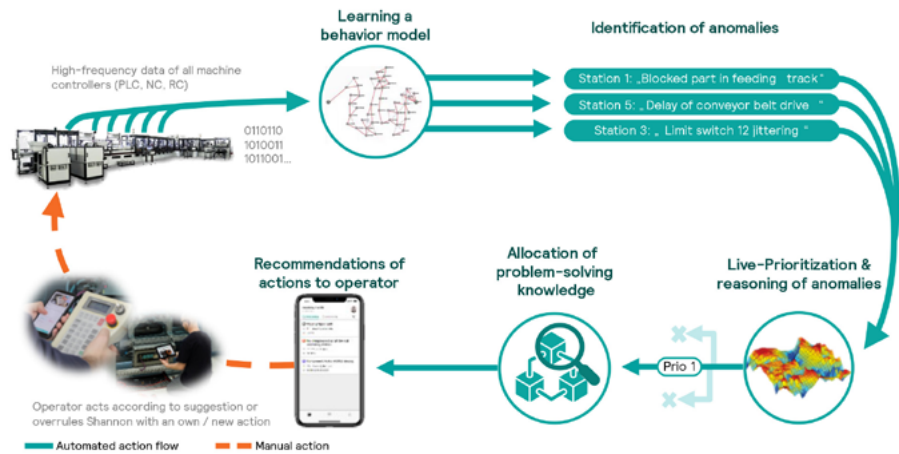 Learning a
behavior model
Identification of anomalies
High-frequency data of all machine
controllers (PLC, NC, RC)
0110110
1010011
1011001...
Station 1: „Blocked part in feeding track“
Station 5: „Delay of conveyor belt drive “
Station 3: „ Limit switch 12 jittering “
Recommendations of
actions to operator
Allocation of
problem-solving
knowledge
Live-Prioritization &
reasoning of anomalies
Prio 1
Operator acts according to suggestion or
overrules Shannon with an own / new action
Automated action flow
Manual action